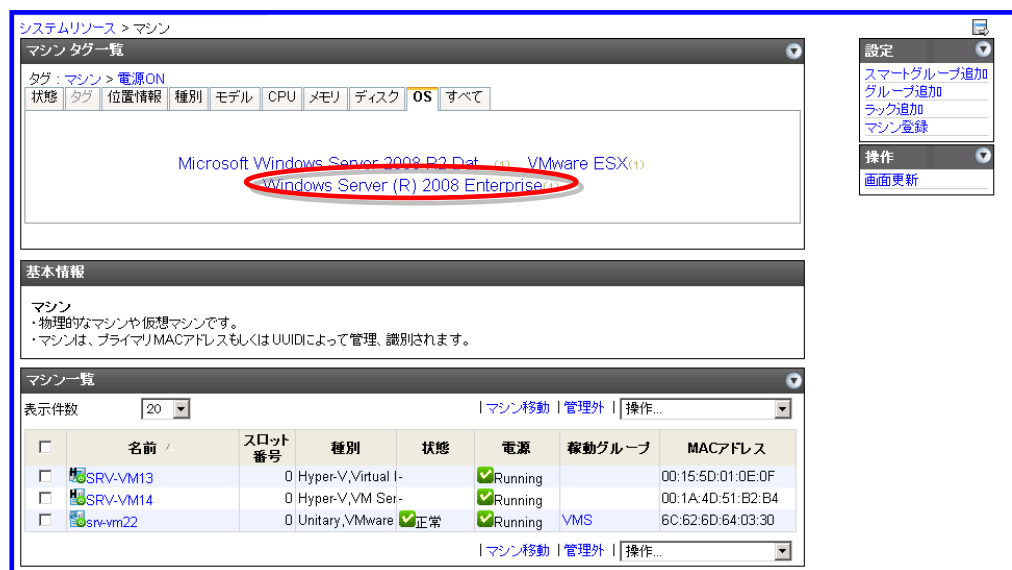 システムリソース > マシン
マシン タグ一覧
タグ : マシン > 電源ON
状態 タグ 位置情報 種別 モデル CPU メモリ ディスク OS すべて
Microsoft Windows Server 2008 R2 Dat...(1) VMware ESX(1)
Windows Server (R) 2008 Enterprise(1)
基本情報
マシン
・物理的なマシンや仮想マシンです。
・マシンは、プライマリMACアドレスもしくはUUIDによって管理、識別されます。
マシン一覧
表示件数 20 | マシン移動 | 管理外 | 操作...
名前 スロット番号 種別 状態 電源 稼動グループ MACアドレス
SRV-VM13 0 Hyper-V,Virtual - Running 00:15:5D:01:0E:0F
SRV-VM14 0 Hyper-V,VM Ser - Running 00:1A:4D:51:B2:B4
srv-vm22 0 Unitary,VMware 正常 Running VMS 6C:62:6D:64:03:30
| マシン移動 | 管理外 | 操作...
設定
スマートグループ追加
グループ追加
ラック追加
マシン登録
操作
画面更新